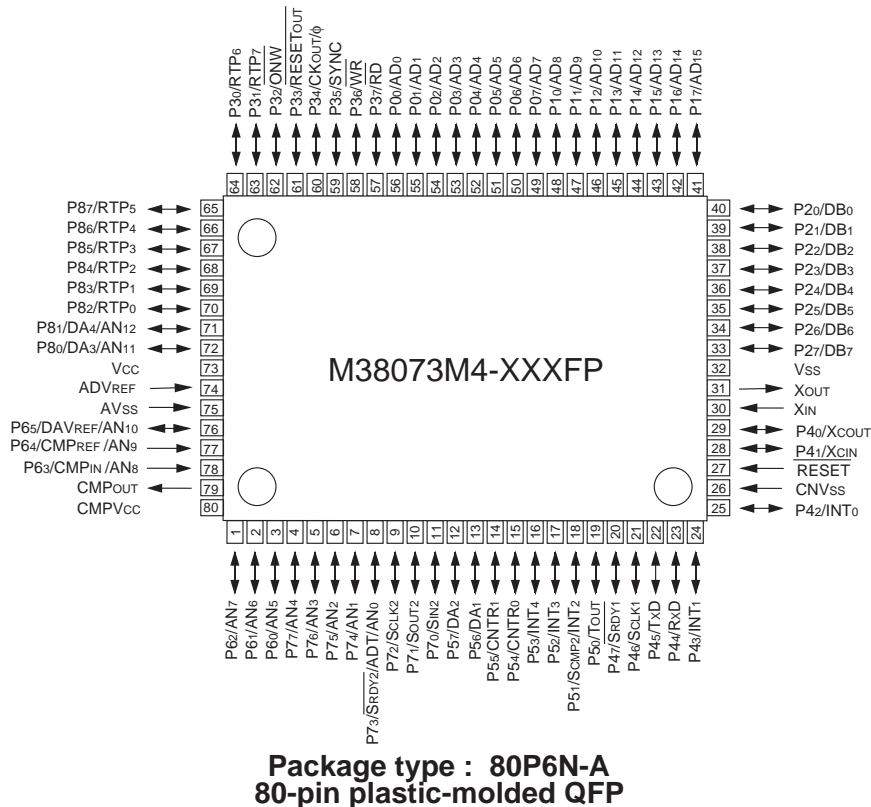 P30/RTP6
P31/RTP7
P32/ONW
P33/RESETOUT
P34/CKOUT/ϕ
P35/SYNC
P36/WR
P37/RD
P00/AD0
P01/AD1
P02/AD2
P03/AD3
P04/AD4
P05/AD5
P06/AD6
P07/AD7
P10/AD8
P11/AD9
P12/AD10
P13/AD11
P14/AD12
P15/AD13
P16/AD14
P17/AD15
64 63 62 61 60 59 58 57 56 55 54 53 52 51 50 49 48 47 46 45 44 43 42 41
P87/RTP5 65
P86/RTP4 66
P85/RTP3 67
P84/RTP2 68
P83/RTP1 69
P82/RTP0 70
P81/DA4/AN12 71
P80/DA3/AN11 72
VCC 73
ADVREF 74
AVSS 75
P65/DAVREF/AN10 76
P64/CMPREF/AN9 77
P63/CMPIN/AN8 78
CMPOUT 79
CMPVCC 80
M38073M4-XXXFP
40 P20/DB0
39 P21/DB1
38 P22/DB2
37 P23/DB3
36 P24/DB4
35 P25/DB5
34 P26/DB6
33 P27/DB7
32 VSS
31 XOUT
30 XIN
29 P40/XCOUT
28 P41/XCIN
27 RESET
26 CNVSS
25 P42/INT0
1 2 3 4 5 6 7 8 9 10 11 12 13 14 15 16 17 18 19 20 21 22 23 24
P62/AN7
P61/AN6
P60/AN5
P77/AN4
P76/AN3
P75/AN2
P74/AN1
P73/SRDY2/ADT/AN0
P72/SCLK2
P71/SOUT2
P70/SIN2
P57/DA2
P56/DA1
P55/CNTR1
P54/CNTR0
P53/INT4
P52/INT3
P51/SCMP2/INT2
P50/TOUT
P47/SRDY1
P46/SCLK1
P45/TXD
P44/RXD
P43/INT1
Package type : 80P6N-A
80-pin plastic-molded QFP